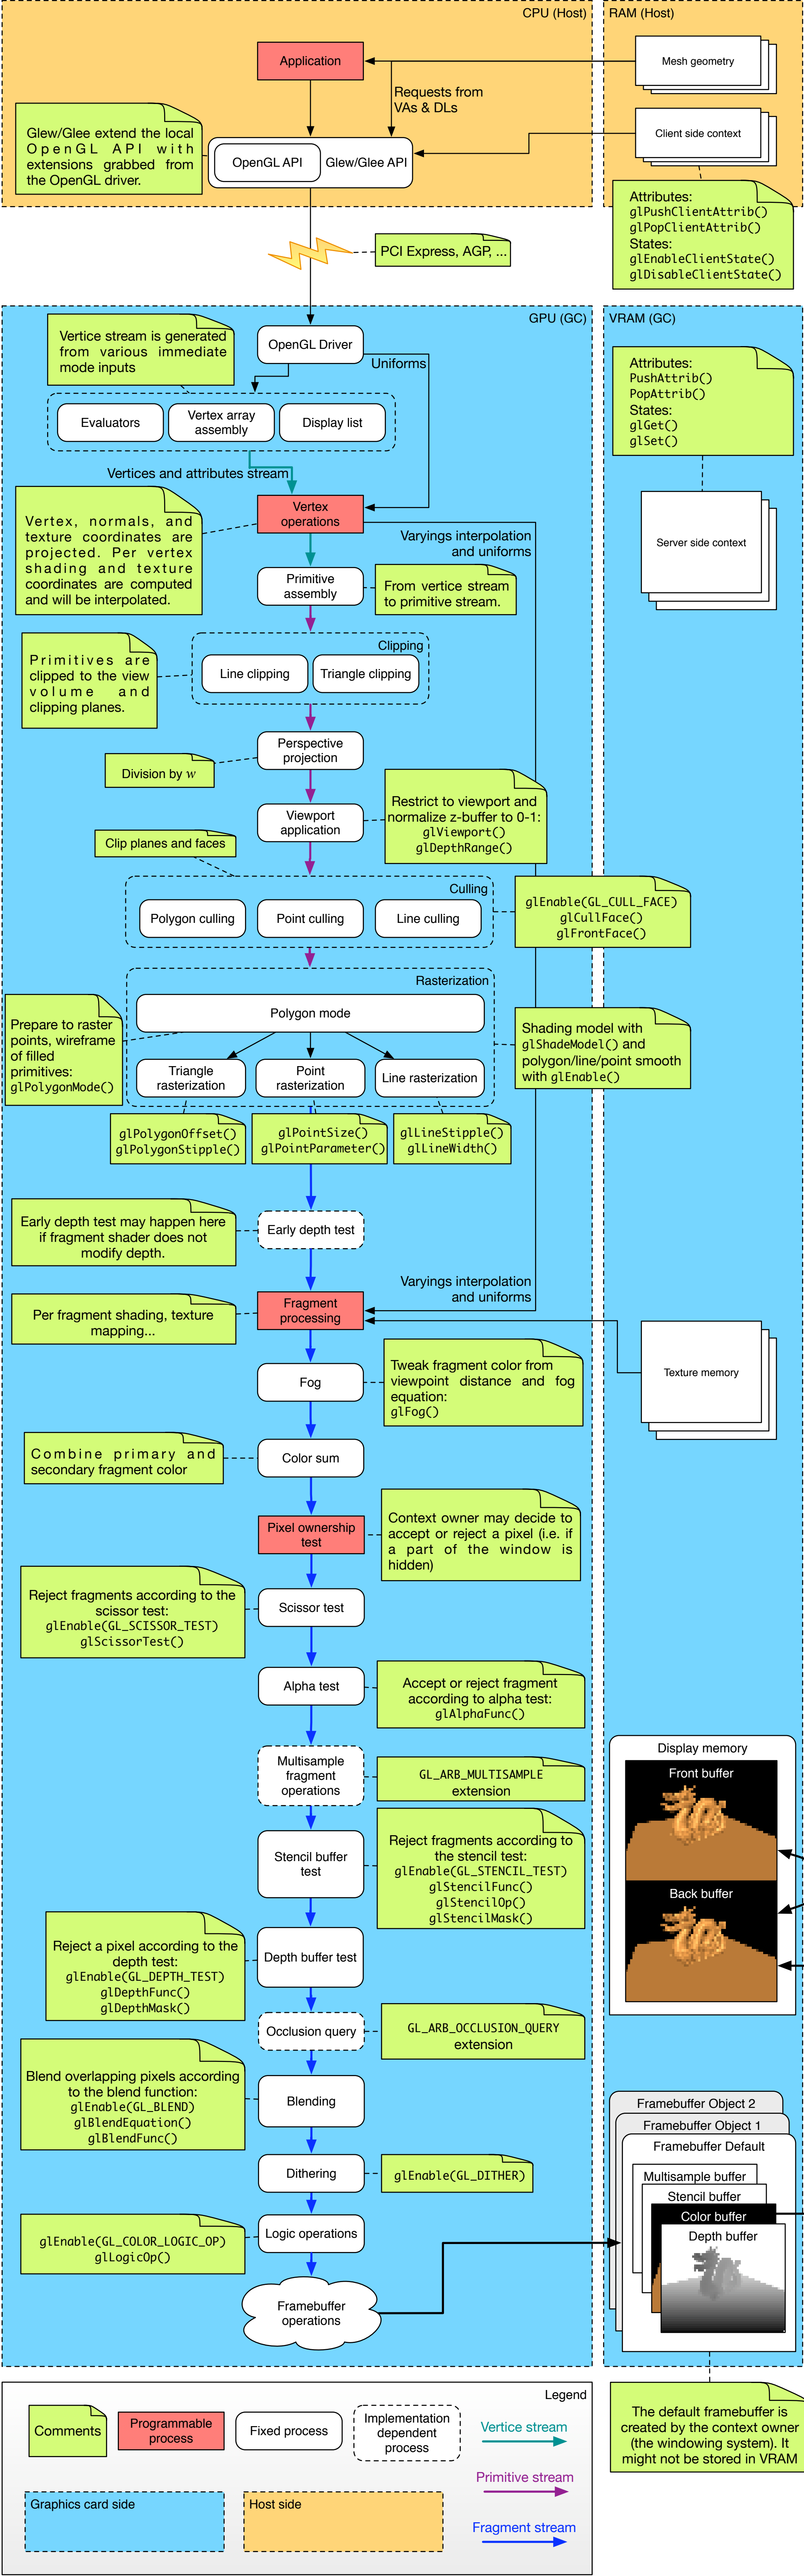 CPU (Host)
RAM (Host)
Application
Mesh geometry
Requests from
VAs & DLs
Client side context
Glew/Glee extend the local
OpenGL API with
extensions grabbed from
the OpenGL driver.
OpenGL API
Glew/Glee API
Attributes:
glPushClientAttrib()
glPopClientAttrib()
States:
glEnableClientState()
glDisableClientState()
PCI Express, AGP, ...
GPU (GC)
VRAM (GC)
Vertice stream is generated
from various immediate
mode inputs
OpenGL Driver
Uniforms
Attributes:
PushAttrib()
PopAttrib()
States:
glGet()
glSet()
Evaluators
Vertex array
assembly
Display list
Vertices and attributes stream
Vertex, normals, and
texture coordinates are
projected. Per vertex
shading and texture
coordinates are computed
and will be interpolated.
Vertex
operations
Varyings interpolation
and uniforms
Server side context
Primitive
assembly
From vertice stream
to primitive stream.
Clipping
Primitives are
clipped to the view
volume and
clipping planes.
Line clipping
Triangle clipping
Perspective
projection
Division by w
Viewport
application
Restrict to viewport and
normalize z-buffer to 0-1:
glViewport()
glDepthRange()
Clip planes and faces
Culling
Polygon culling
Point culling
Line culling
glEnable(GL_CULL_FACE)
glCullFace()
glFrontFace()
Rasterization
Prepare to raster
points, wireframe
of filled
primitives:
glPolygonMode()
Polygon mode
Shading model with
glShadeModel() and
polygon/line/point smooth
with glEnable()
Triangle
rasterization
Point
rasterization
Line rasterization
glPolygonOffset()
glPolygonStipple()
glPointSize()
glPointParameter()
glLineStipple()
glLineWidth()
Early depth test may happen here
if fragment shader does not
modify depth.
Early depth test
Varyings interpolation
and uniforms
Per fragment shading, texture
mapping...
Fragment
processing
Texture memory
Fog
Tweak fragment color from
viewpoint distance and fog
equation:
glFog()
Combine primary and
secondary fragment color
Color sum
Pixel ownership
test
Context owner may decide to
accept or reject a pixel (i.e. if
a part of the window is
hidden)
Reject fragments according to the
scissor test:
glEnable(GL_SCISSOR_TEST)
glScissorTest()
Scissor test
Alpha test
Accept or reject fragment
according to alpha test:
glAlphaFunc()
Multisample
fragment
operations
GL_ARB_MULTISAMPLE
extension
Display memory
Front buffer
Back buffer
Stencil buffer
test
Reject fragments according to
the stencil test:
glEnable(GL_STENCIL_TEST)
glStencilFunc()
glStencilOp()
glStencilMask()
Reject a pixel according to the
depth test:
glEnable(GL_DEPTH_TEST)
glDepthFunc()
glDepthMask()
Depth buffer test
Occlusion query
GL_ARB_OCCLUSION_QUERY
extension
Blend overlapping pixels according
to the blend function:
glEnable(GL_BLEND)
glBlendEquation()
glBlendFunc()
Blending
Dithering
glEnable(GL_DITHER)
glEnable(GL_COLOR_LOGIC_OP)
glLogicOp()
Logic operations
Framebuffer
operations
Framebuffer Object 2
Framebuffer Object 1
Framebuffer Default
Multisample buffer
Stencil buffer
Color buffer
Depth buffer
The default framebuffer is
created by the context owner
(the windowing system). It
might not be stored in VRAM
Legend
Comments
Programmable
process
Fixed process
Implementation
dependent
process
Vertice stream
Primitive stream
Fragment stream
Graphics card side
Host side